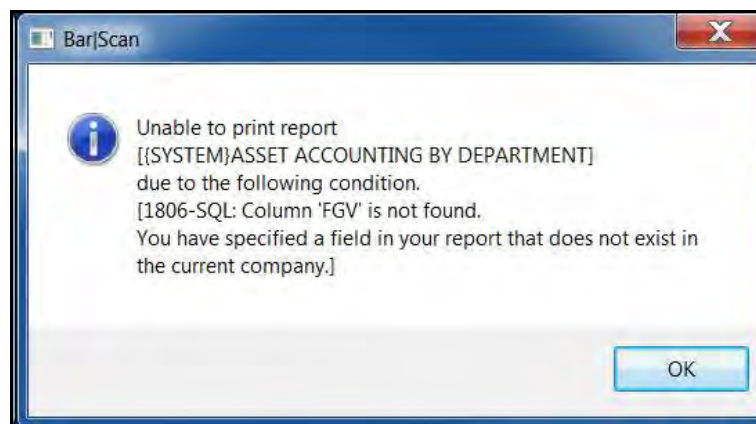 Bar|Scan
Unable to print report
[{SYSTEM}ASSET ACCOUNTING BY DEPARTMENT]
due to the following condition.
[1806-SQL: Column 'FGV' is not found.
You have specified a field in your report that does not exist in
the current company.]
OK